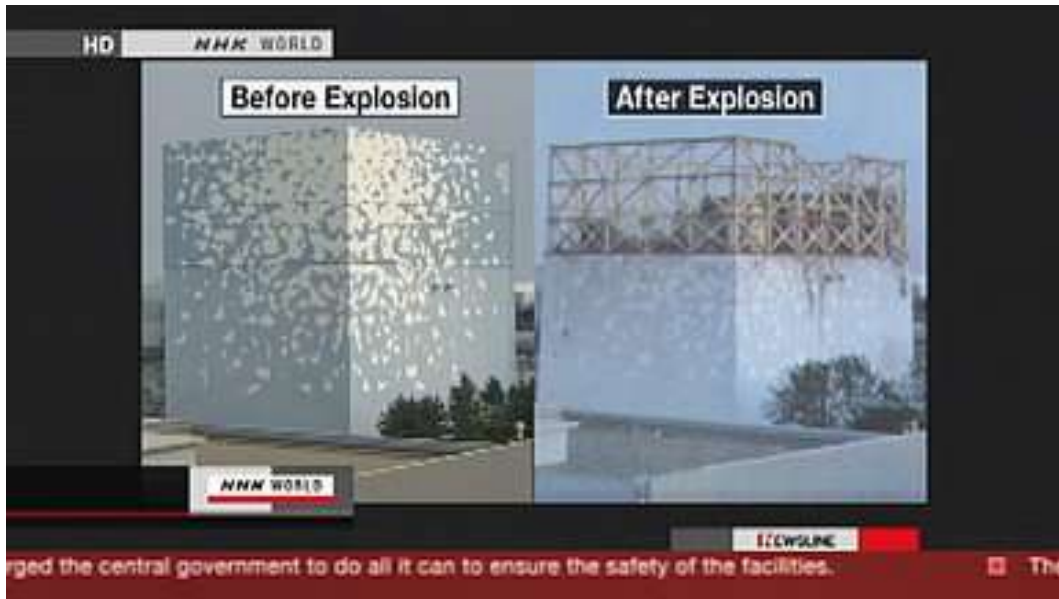 HD NHK WORLD
Before Explosion
After Explosion
NHK WORLD
NEWSLINE
rged the central government to do all it can to ensure the safety of the facilities.
The